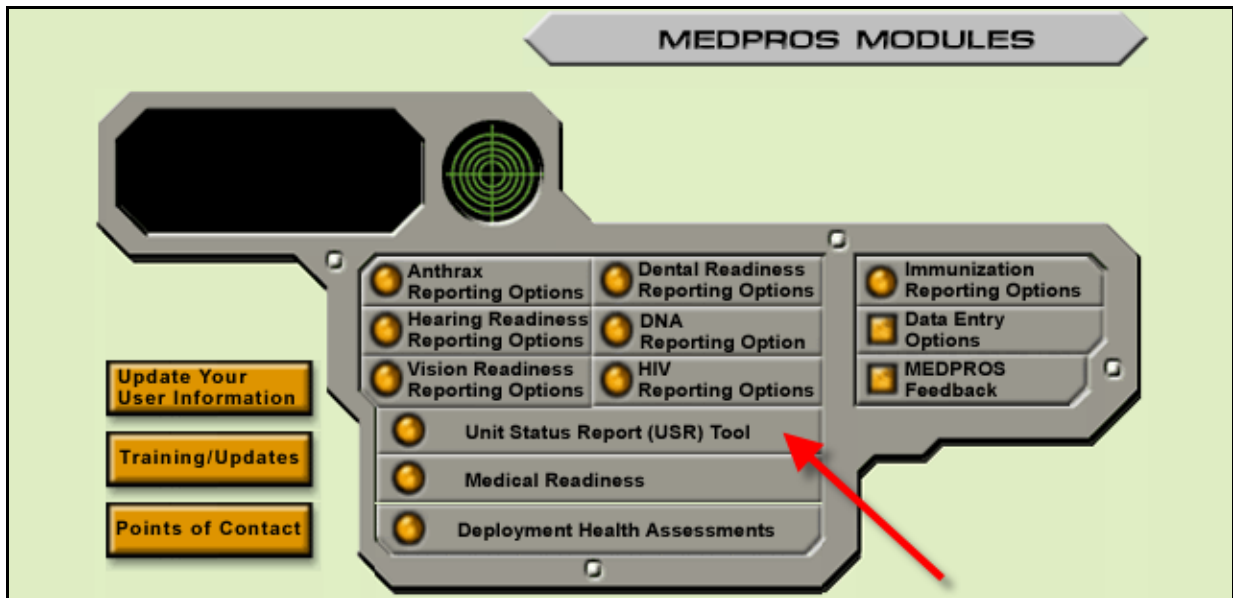 MEDPROS MODULES
Anthrax
Reporting Options
Dental Readiness
Reporting Options
Immunization
Reporting Options
Hearing Readiness
Reporting Options
DNA
Reporting Option
Data Entry
Options
Vision Readiness
Reporting Options
HIV
Reporting Options
MEDPROS
Feedback
Update Your
User Information
Unit Status Report (USR) Tool
Training/Updates
Medical Readiness
Points of Contact
Deployment Health Assessments